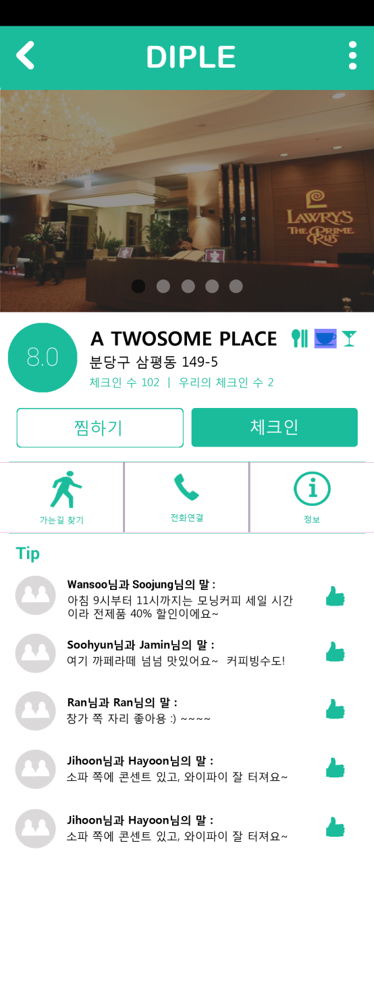 DIPLE
LAWRY'S
THE PRIME
RIB
8.0
A TWOSOME PLACE
분당구 삼평동 149-5
체크인 수 102 | 우리의 체크인 수 2
찜하기
체크인
가는길 찾기
전화연결
정보
Tip
Wansoo님과 Soojung님의 말 :
아침 9시부터 11시까지는 모닝커피 세일 시간
이라 전제품 40% 할인이에요~
Soohyun님과 Jamin님의 말 :
여기 까페라떼 넘넘 맛있어요~ 커피빙수도!
Ran님과 Ran님의 말 :
창가 쪽 자리 좋아용 :) ~~~~
Jihoon님과 Hayoon님의 말 :
소파 쪽에 콘센트 있고, 와이파이 잘 터져요~
Jihoon님과 Hayoon님의 말 :
소파 쪽에 콘센트 있고, 와이파이 잘 터져요~